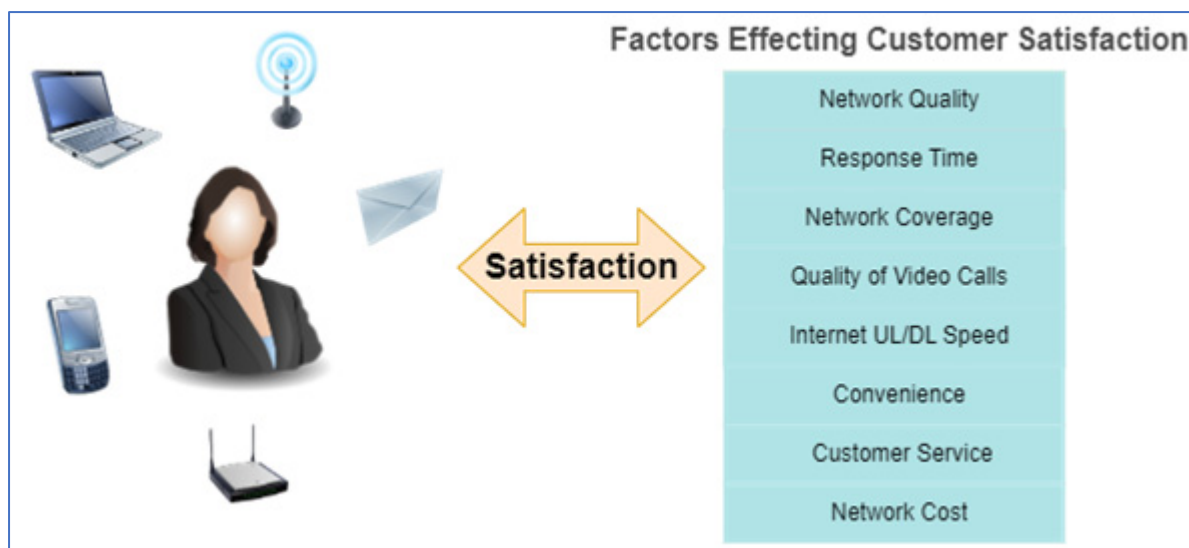 Factors Effecting Customer Satisfaction
Network Quality
Response Time
Network Coverage
Satisfaction
Quality of Video Calls
Internet UL/DL Speed
Convenience
Customer Service
Network Cost